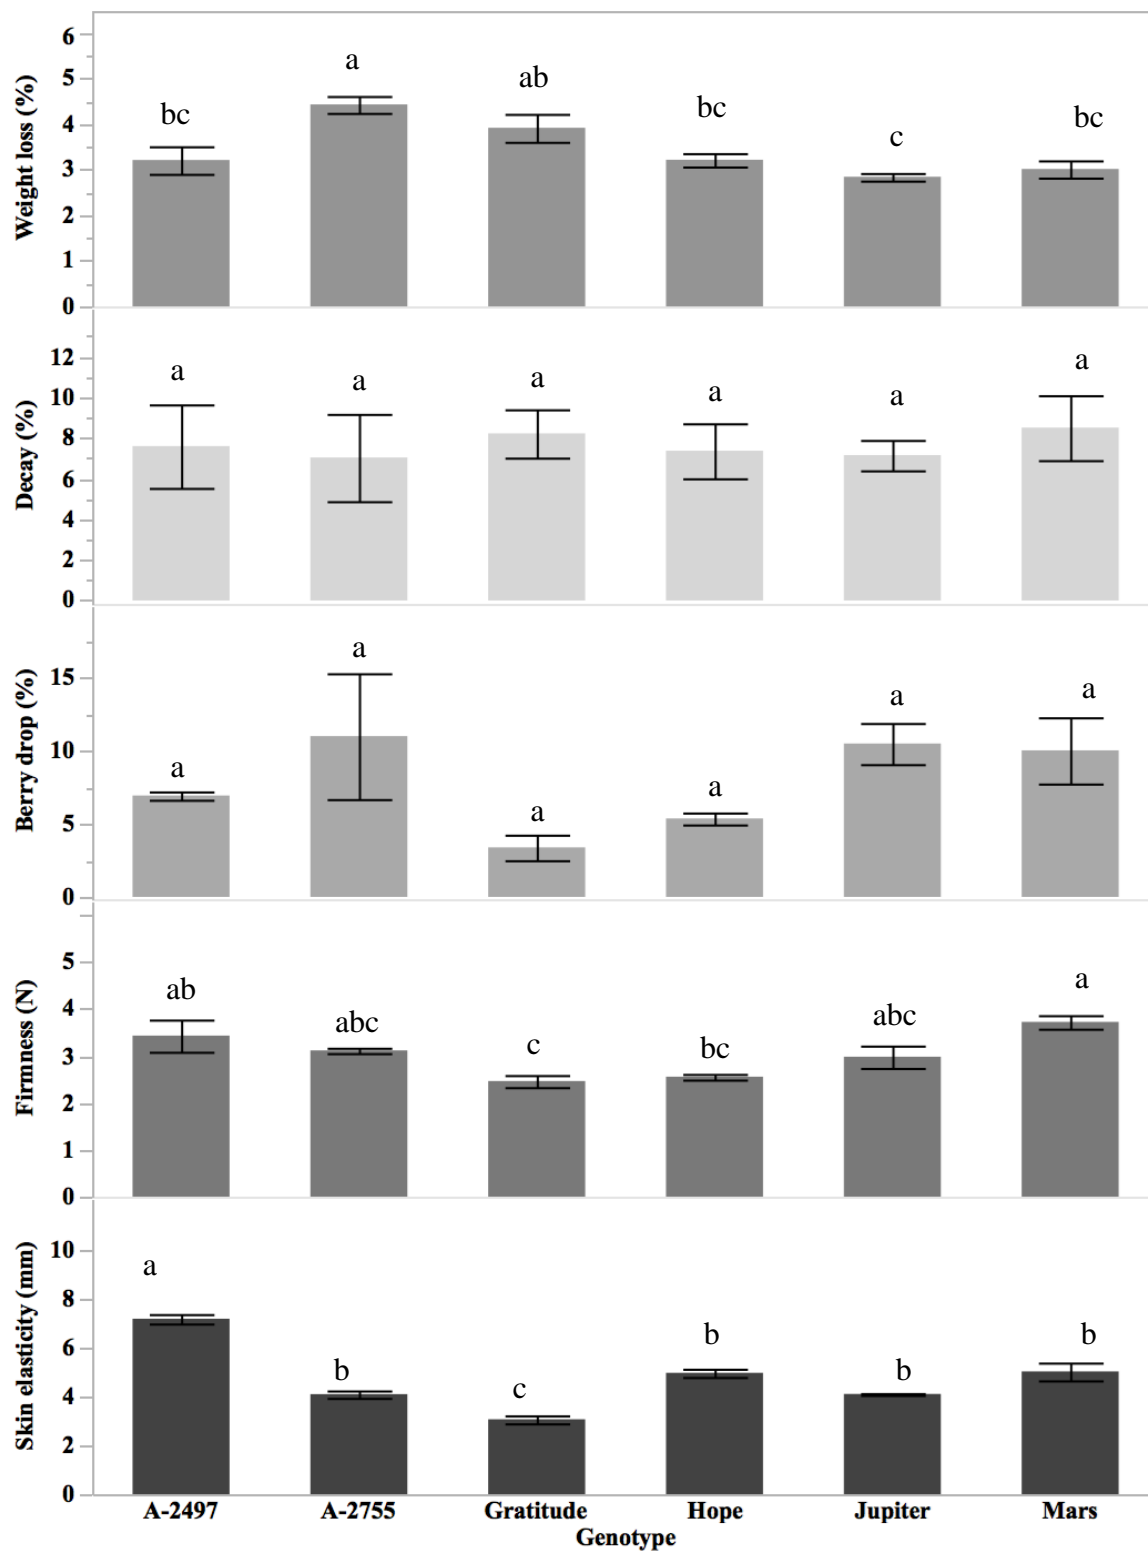 Weight loss (%)
6
5
4
3
2
1
0
bc
a
ab
bc
c
bc
Decay (%)
12
10
8
6
4
2
0
a
a
a
a
a
a
Berry drop (%)
15
10
5
0
a
a
a
a
a
a
Firmness (N)
5
4
3
2
1
0
ab
abc
c
bc
abc
a
Skin elasticity (mm)
10
8
6
4
2
0
a
b
c
b
b
b
A-2497 A-2755 Gratitude Hope Jupiter Mars
Genotype